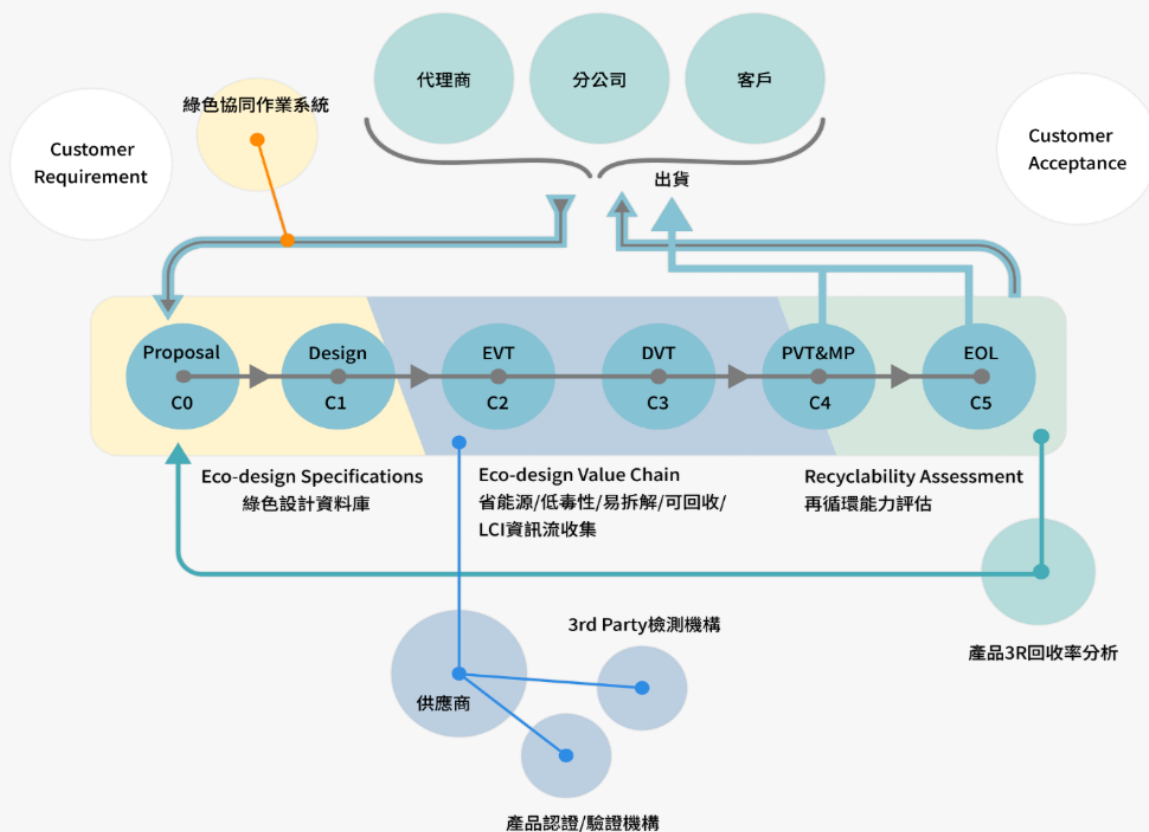 代理商
分公司
客戶
綠色協同作業系統
Customer
Requirement
Customer
Acceptance
出貨
Proposal
C0
Design
C1
EVT
C2
DVT
C3
PVT&MP
C4
EOL
C5
Eco-design Specifications
綠色設計資料庫
Eco-design Value Chain
省能源/低毒性/易拆解/可回收/
LCI資訊流收集
Recyclability Assessment
再循環能力評估
3rd Party檢測機構
產品3R回收率分析
供應商
產品認證/驗證機構